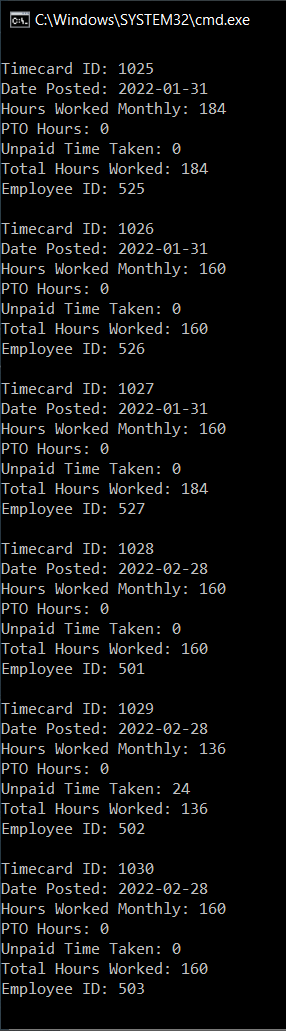 C:\Windows\SYSTEM32\cmd.exe
Timecard ID: 1025
Date Posted: 2022-01-31
Hours Worked Monthly: 184
PTO Hours: 0
Unpaid Time Taken: 0
Total Hours Worked: 184
Employee ID: 525
Timecard ID: 1026
Date Posted: 2022-01-31
Hours Worked Monthly: 160
PTO Hours: 0
Unpaid Time Taken: 0
Total Hours Worked: 160
Employee ID: 526
Timecard ID: 1027
Date Posted: 2022-01-31
Hours Worked Monthly: 160
PTO Hours: 0
Unpaid Time Taken: 0
Total Hours Worked: 184
Employee ID: 527
Timecard ID: 1028
Date Posted: 2022-02-28
Hours Worked Monthly: 160
PTO Hours: 0
Unpaid Time Taken: 0
Total Hours Worked: 160
Employee ID: 501
Timecard ID: 1029
Date Posted: 2022-02-28
Hours Worked Monthly: 136
PTO Hours: 0
Unpaid Time Taken: 24
Total Hours Worked: 136
Employee ID: 502
Timecard ID: 1030
Date Posted: 2022-02-28
Hours Worked Monthly: 160
PTO Hours: 0
Unpaid Time Taken: 0
Total Hours Worked: 160
Employee ID: 503